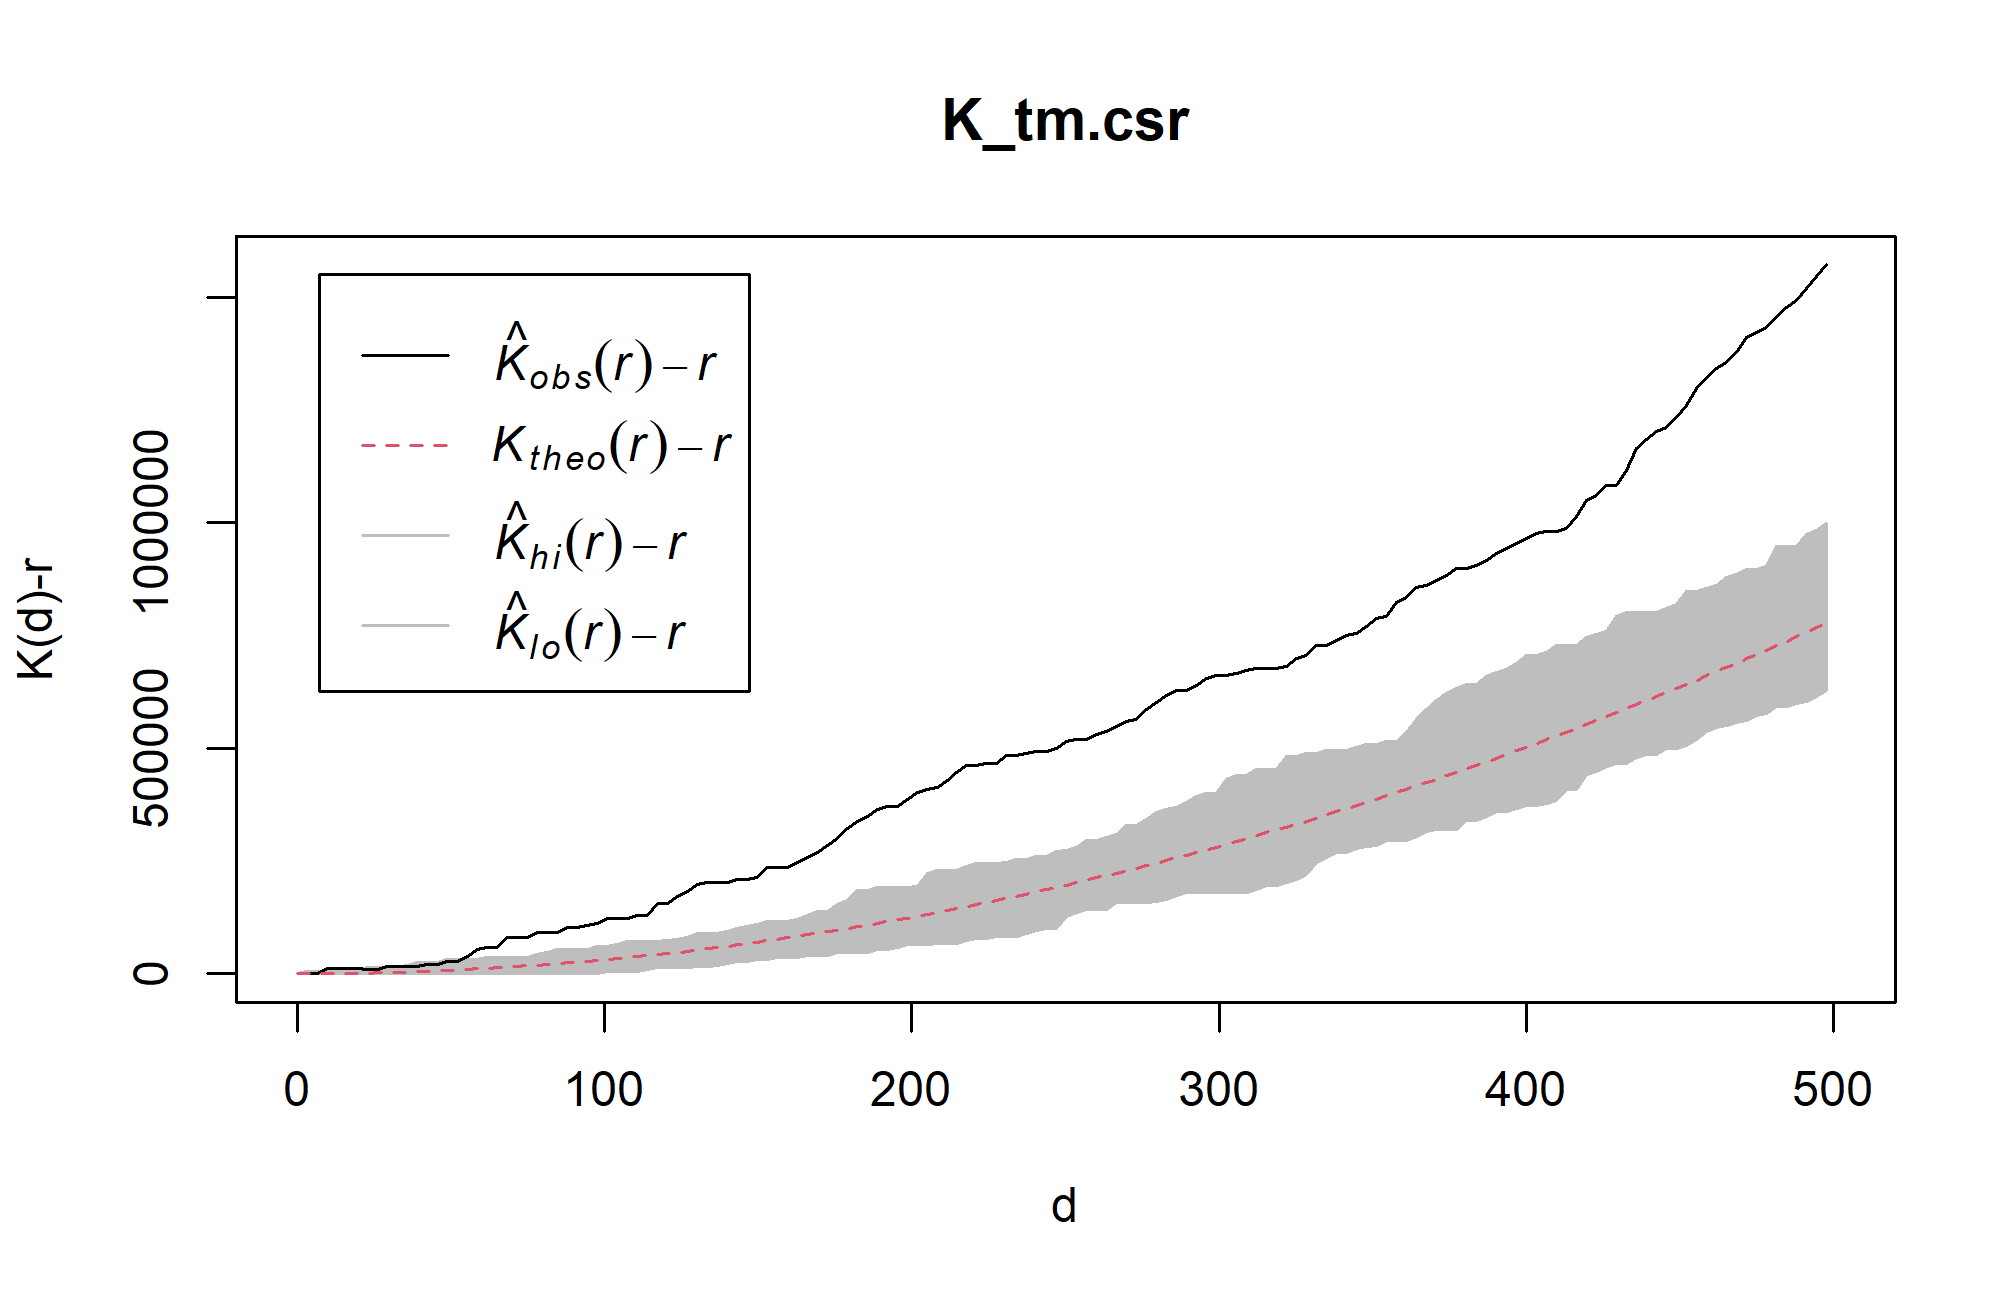 K_tm.csr
K̂obs(r) − r
Ktheo(r) − r
K̂hi(r) − r
K̂lo(r) − r
K(d)-r
0 500000 1000000
0 100 200 300 400 500
d